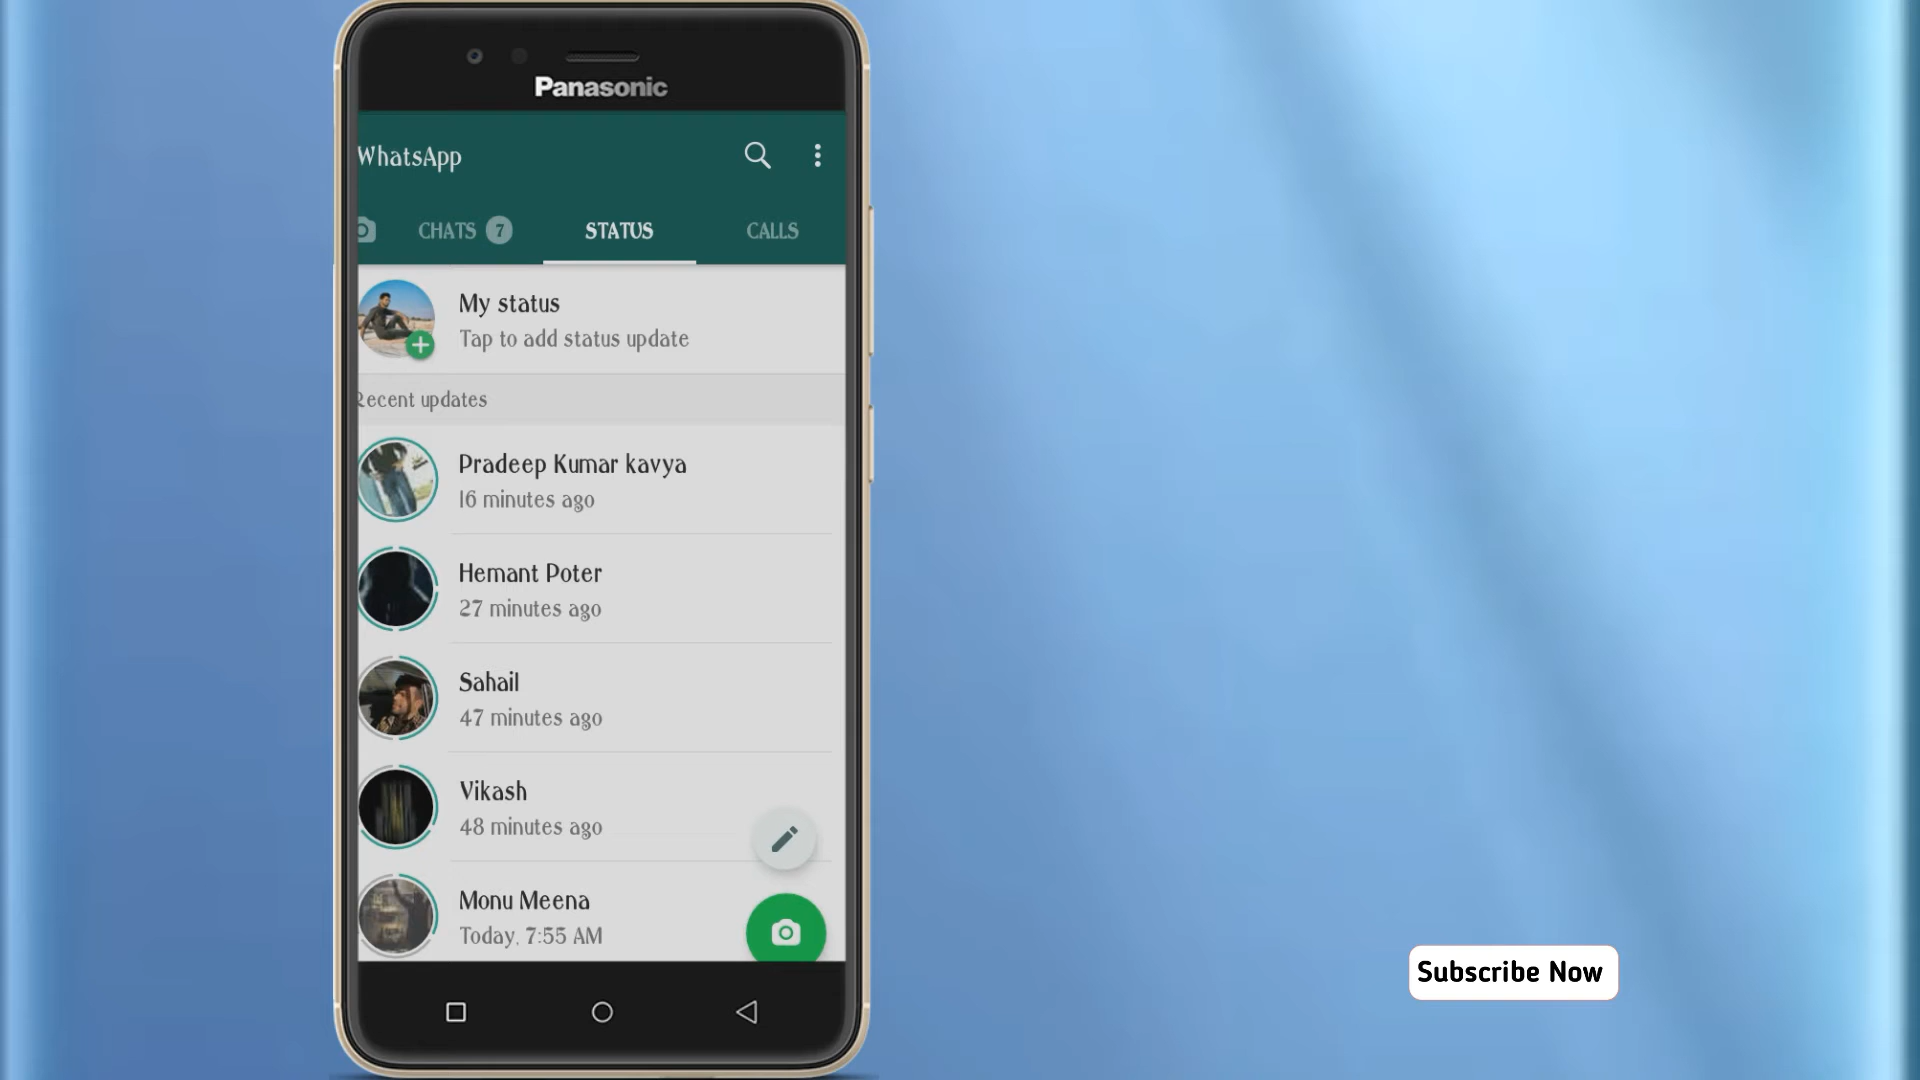 Panasonic
WhatsApp
CHATS 7 STATUS CALLS
My status
Tap to add status update
Recent updates
Pradeep Kumar kavya
16 minutes ago
Hemant Poter
27 minutes ago
Sahail
47 minutes ago
Vikash
48 minutes ago
Monu Meena
Today, 7:55 AM
Subscribe Now